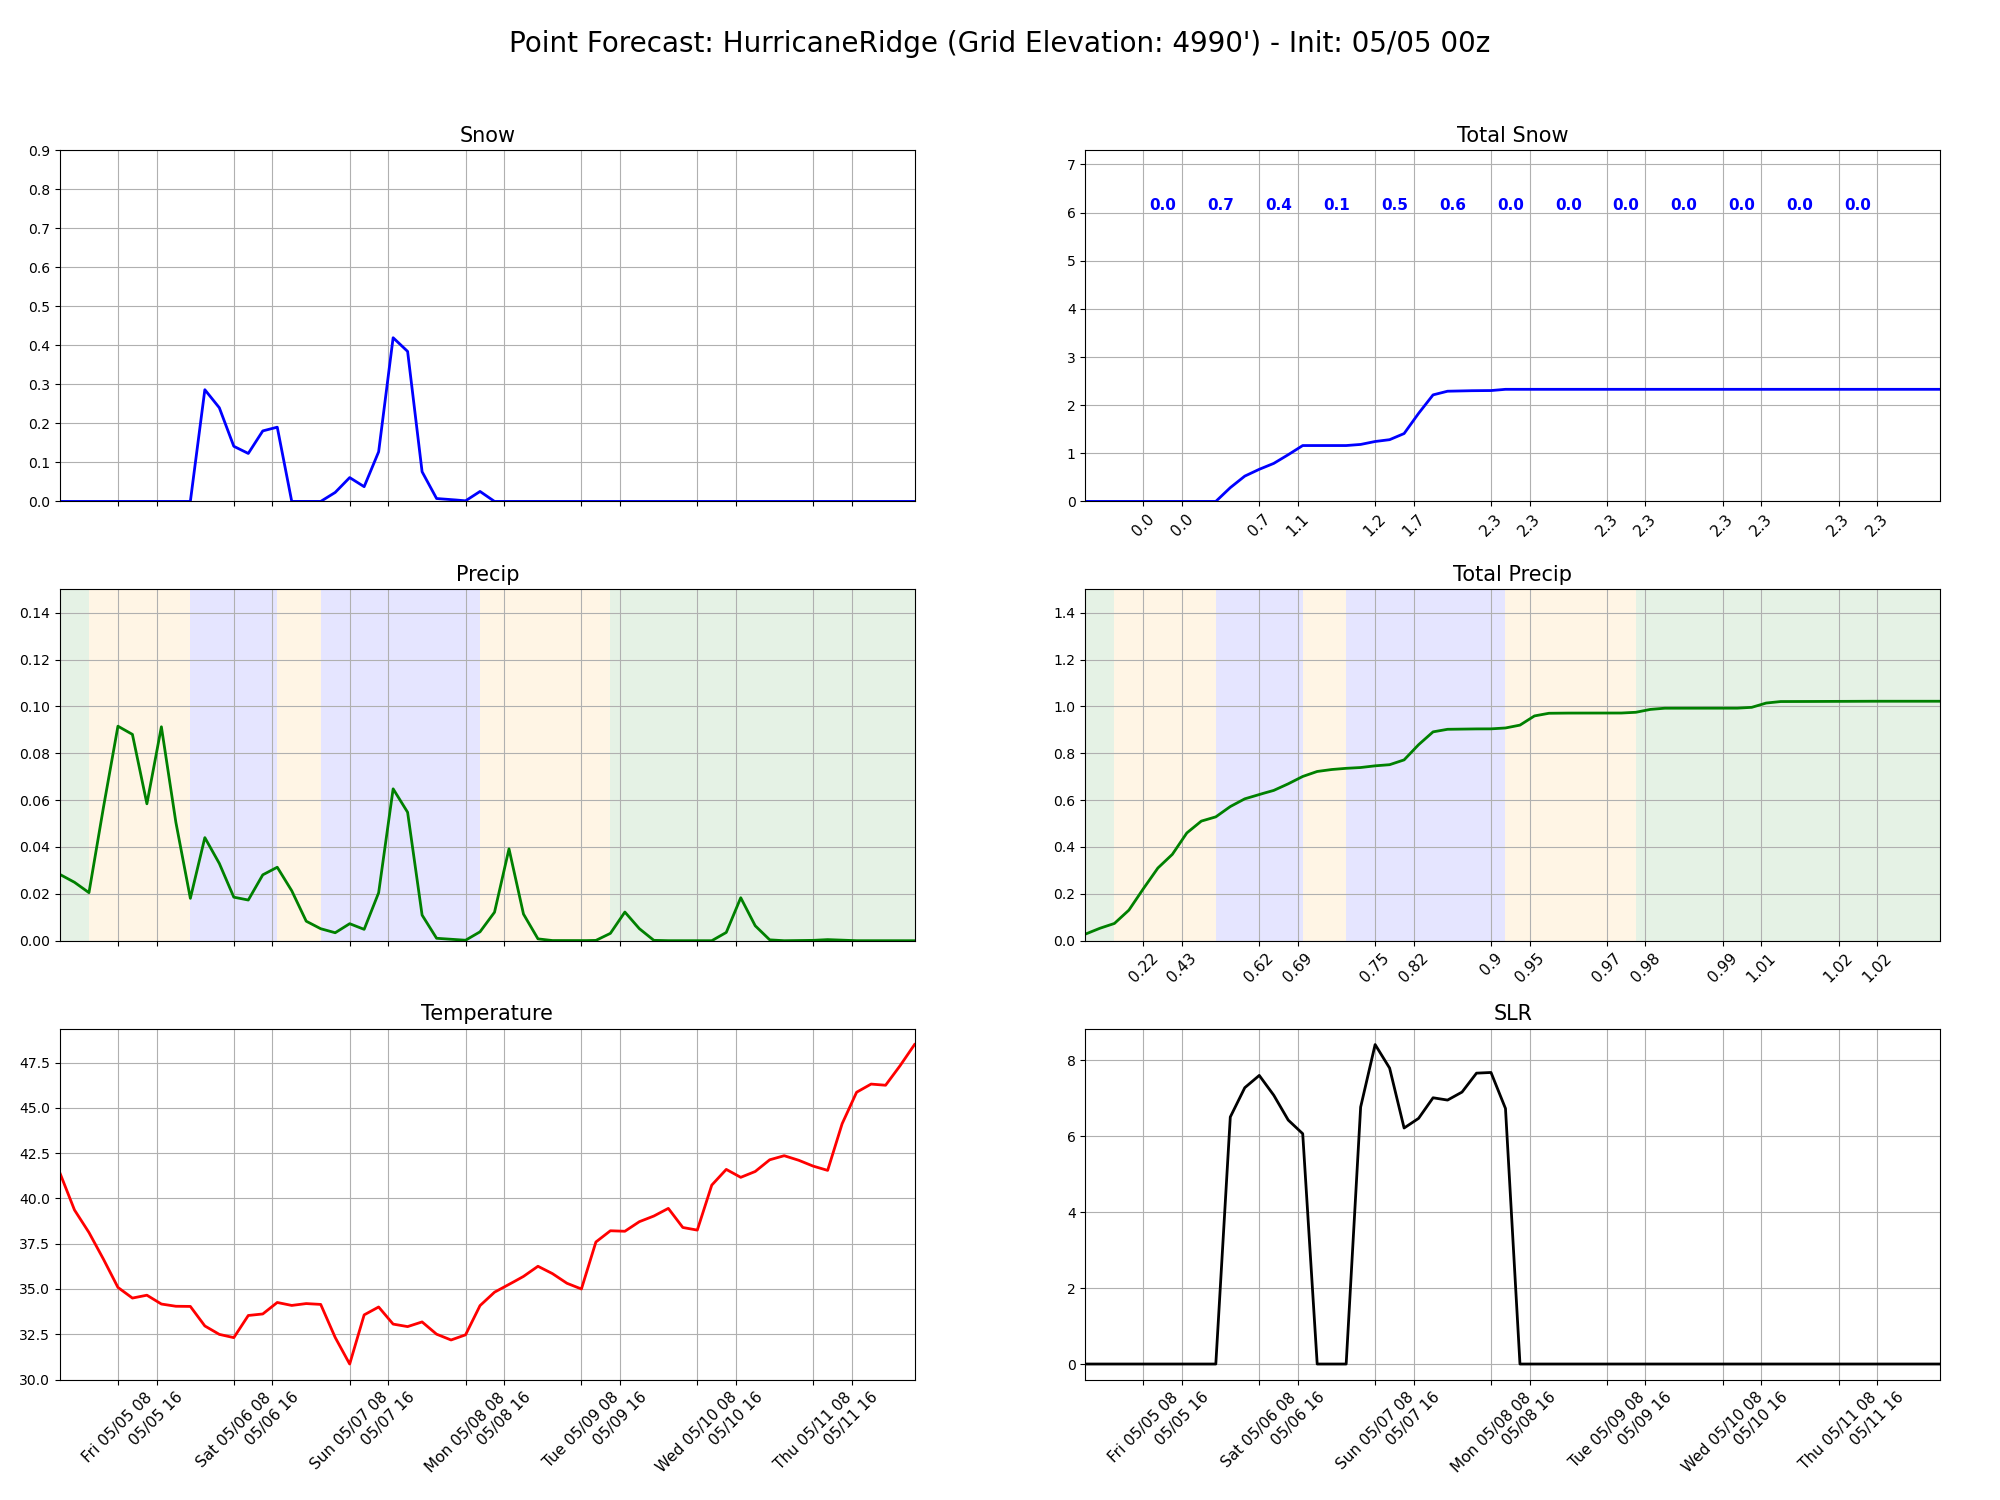 Point Forecast: HurricaneRidge (Grid Elevation: 4990') - Init: 05/05 00z
Snow
0.9
0.8
0.7
0.6
0.5
0.4
0.3
0.2
0.1
0.0
Total Snow
7
6
5
4
3
2
1
0
0.0 0.7 0.4 0.1 0.5 0.6 0.0 0.0 0.0 0.0 0.0 0.0 0.0
0.0 0.0 0.7 1.1 1.2 1.7 2.3 2.3 2.3 2.3 2.3 2.3 2.3 2.3
Precip
0.14
0.12
0.10
0.08
0.06
0.04
0.02
0.00
Total Precip
1.4
1.2
1.0
0.8
0.6
0.4
0.2
0.0
0.22 0.43 0.62 0.69 0.75 0.82 0.9 0.95 0.97 0.98 0.99 1.01 1.02 1.02
Temperature
47.5
45.0
42.5
40.0
37.5
35.0
32.5
30.0
Fri 05/05 08
05/05 16
Sat 05/06 08
05/06 16
Sun 05/07 08
05/07 16
Mon 05/08 08
05/08 16
Tue 05/09 08
05/09 16
Wed 05/10 08
05/10 16
Thu 05/11 08
05/11 16
SLR
8
6
4
2
0
Fri 05/05 08
05/05 16
Sat 05/06 08
05/06 16
Sun 05/07 08
05/07 16
Mon 05/08 08
05/08 16
Tue 05/09 08
05/09 16
Wed 05/10 08
05/10 16
Thu 05/11 08
05/11 16